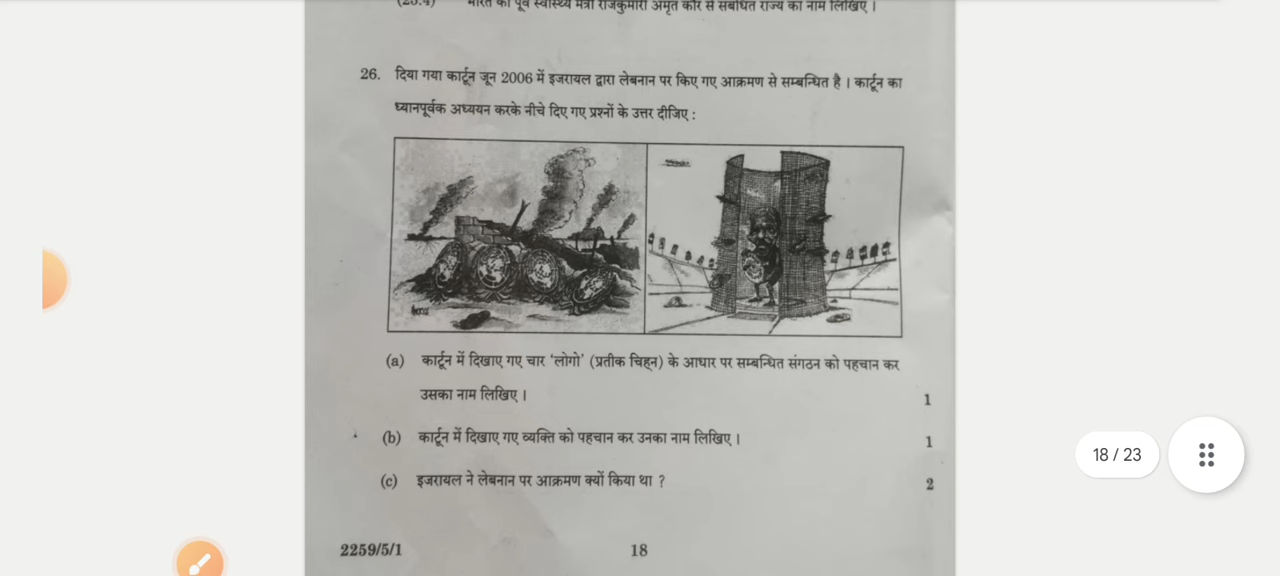 (25.4) भारत की पूर्व स्वास्थ्य मंत्री राजकुमारी अमृत कौर से संबंधित राज्य का नाम लिखिए ।
26. दिया गया कार्टून जून 2006 में इजरायल द्वारा लेबनान पर किए गए आक्रमण से सम्बन्धित है । कार्टून का
ध्यानपूर्वक अध्ययन करके नीचे दिए गए प्रश्नों के उत्तर दीजिए :
(a) कार्टून में दिखाए गए चार 'लोगो' (प्रतीक चिह्न) के आधार पर सम्बन्धित संगठन को पहचान कर
उसका नाम लिखिए । 1
(b) कार्टून में दिखाए गए व्यक्ति को पहचान कर उनका नाम लिखिए । 1
(c) इजरायल ने लेबनान पर आक्रमण क्यों किया था ? 2
18 / 23
2259/5/1 18